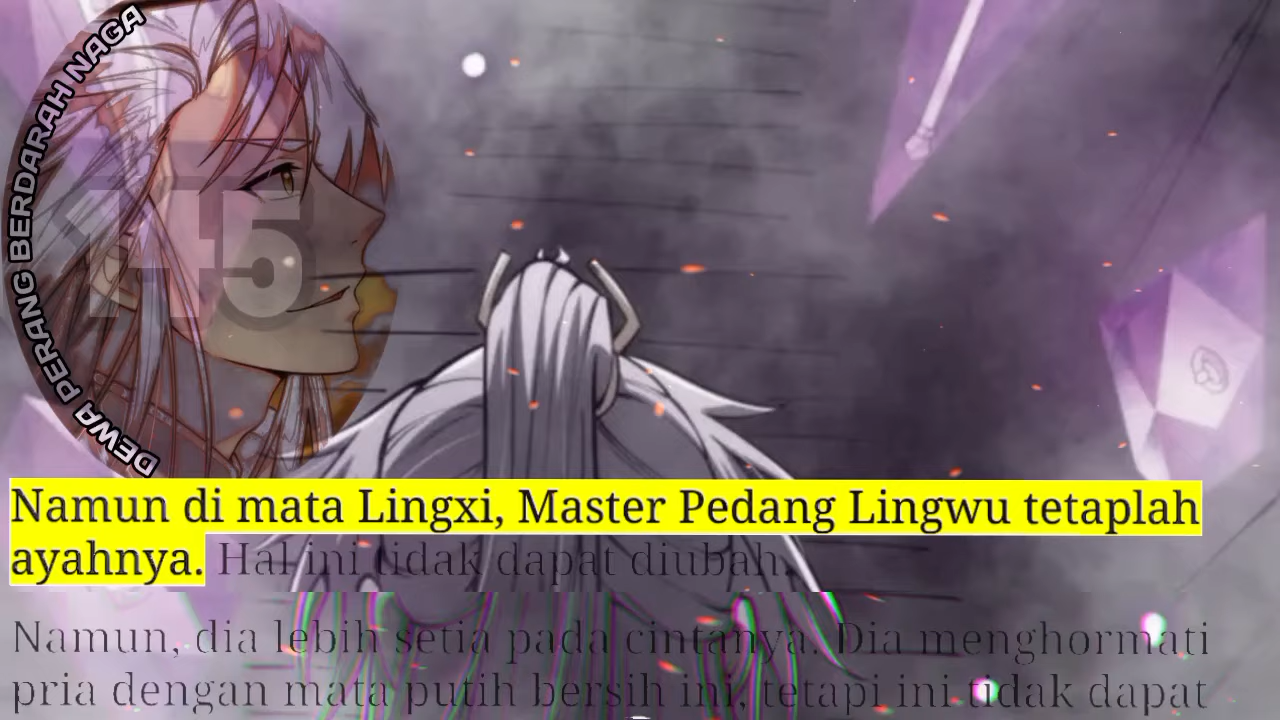 DEWA PERANG BERDARAH NAGA
145
Namun di mata Lingxi, Master Pedang Lingwu tetaplah
ayahnya. Hal ini tidak dapat diubah.
Namun, dia lebih setia pada cintanya. Dia menghormati
pria dengan mata putih bersih ini, tetapi ini tidak dapat